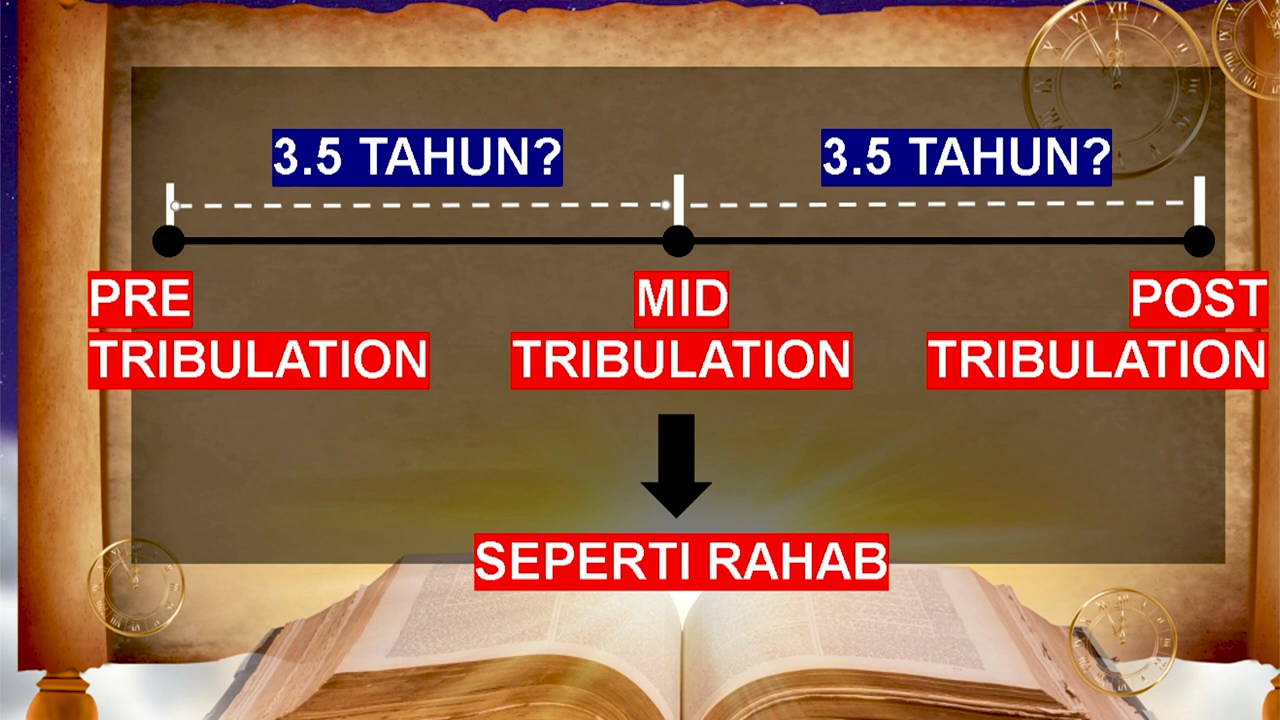 3.5 TAHUN?
3.5 TAHUN?
PRE
TRIBULATION
MID
TRIBULATION
POST
TRIBULATION
SEPERTI RAHAB